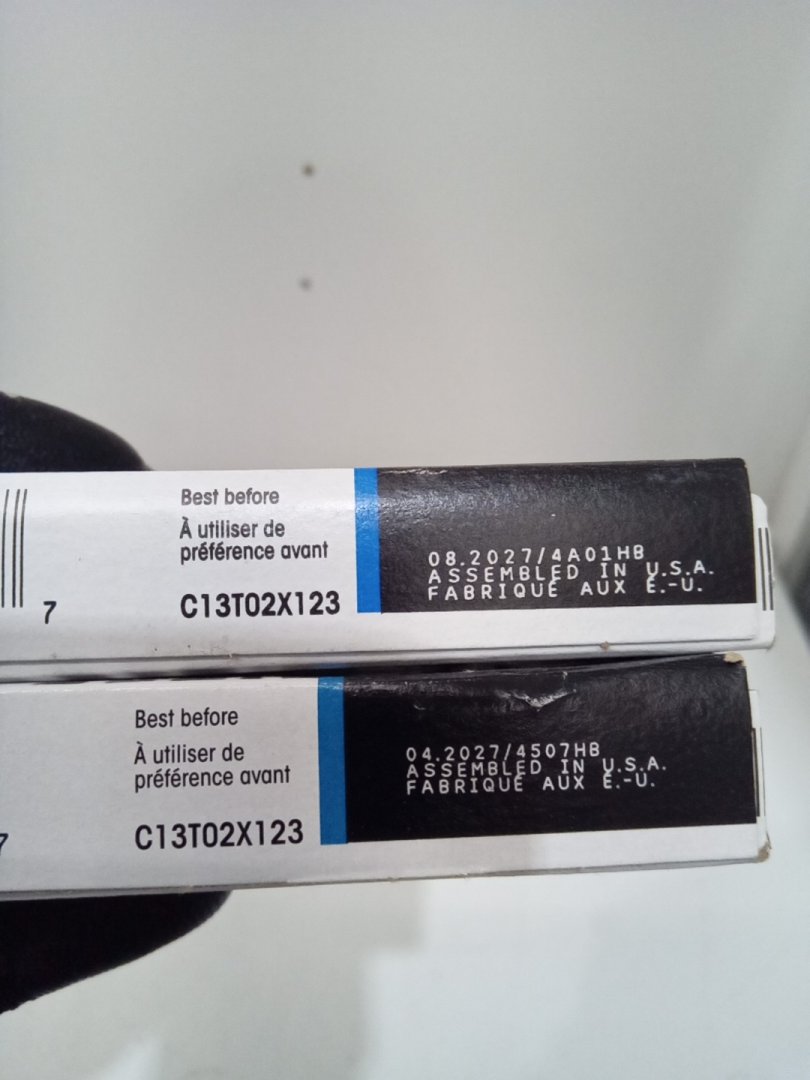 Best before
À utiliser de
préférence avant
C13T02X123
7
08.2027/4A01HB
ASSEMBLED IN U.S.A.
FABRIQUÉ AUX É.-U.
Best before
À utiliser de
préférence avant
C13T02X123
7
04.2027/4507HB
ASSEMBLED IN U.S.A.
FABRIQUÉ AUX É.-U.